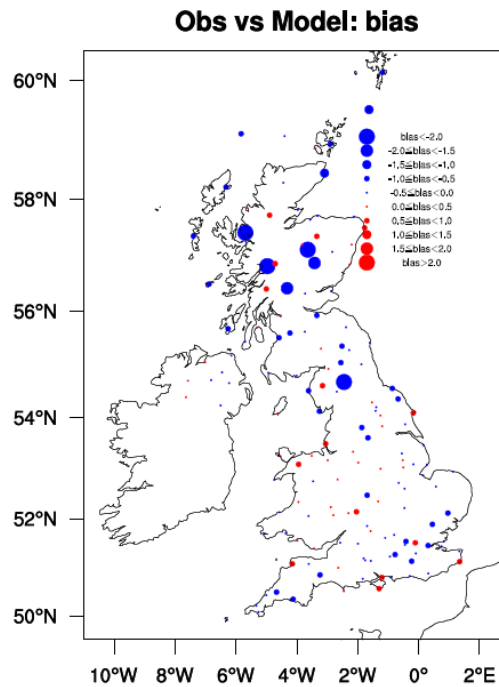 Obs vs Model: bias
60°N
58°N
56°N
54°N
52°N
50°N
10°W
8°W
6°W
4°W
2°W
0°
2°E
bias<-2.0
-2.0≤bias<-1.5
-1.5≤bias<-1.0
-1.0≤bias<-0.5
-0.5≤bias<0.0
0.0≤bias<0.5
0.5≤bias<1.0
1.0≤bias<1.5
1.5≤bias<2.0
bias>2.0